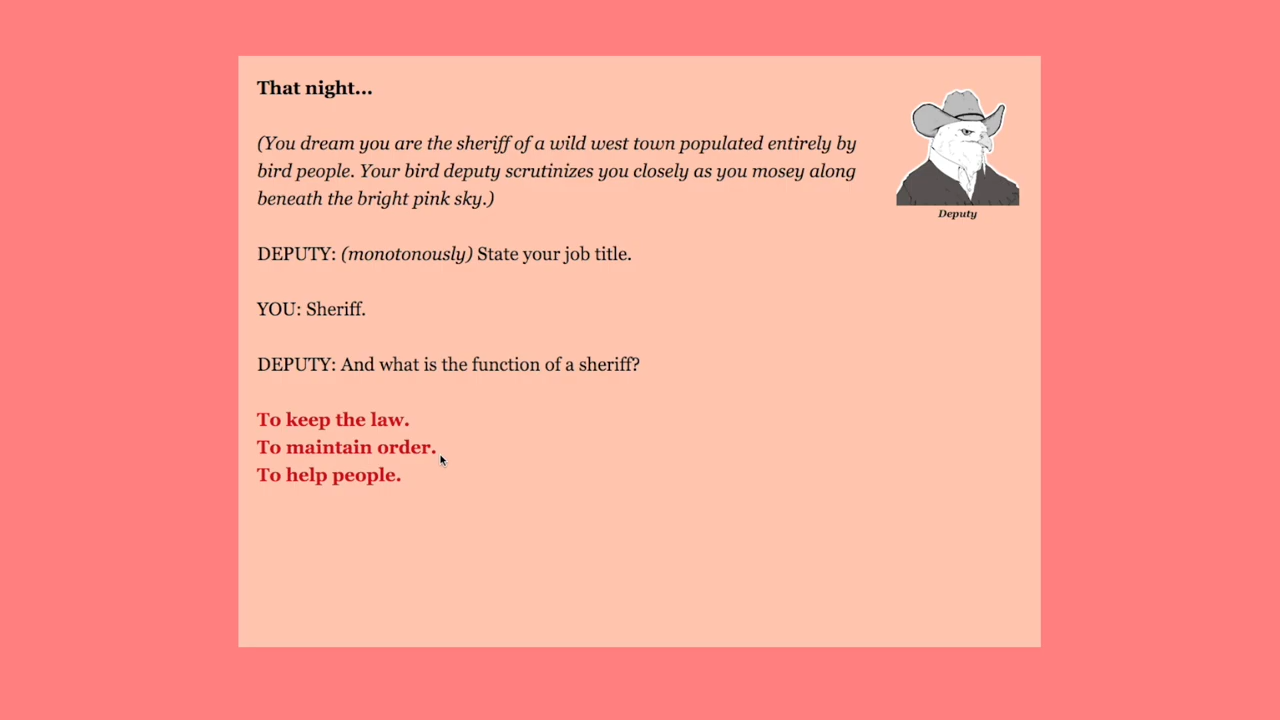 That night...
(You dream you are the sheriff of a wild west town populated entirely by
bird people. Your bird deputy scrutinizes you closely as you mosey along
beneath the bright pink sky.)
Deputy
DEPUTY: (monotonously) State your job title.
YOU: Sheriff.
DEPUTY: And what is the function of a sheriff?
To keep the law.
To maintain order.
To help people.